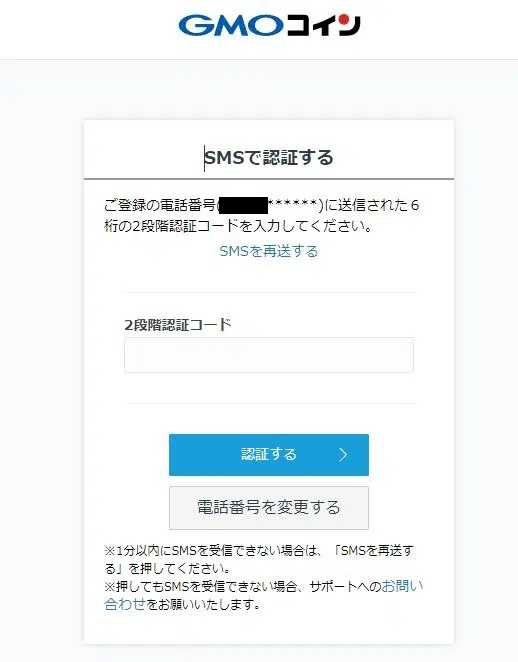 GMOコイン
SMSで認証する
ご登録の電話番号(******)に送信された６
桁の2段階認証コードを入力してください。
SMSを再送する
2段階認証コード
認証する
電話番号を変更する
※1分以内にSMSを受信できない場合は、「SMSを再送す
る」を押してください。
※押してもSMSを受信できない場合、サポートへのお問い
合わせをお願いいたします。